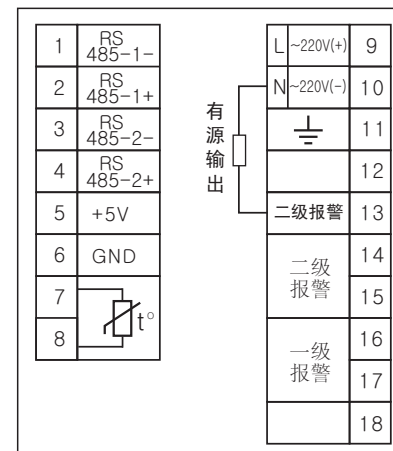 1 RS 485-1-
2 RS 485-1+
3 RS 485-2-
4 RS 485-2+
5 +5V
6 GND
7
8
t°
有源输出
L ~220V(+) 9
N ~220V(-) 10
11
12
二级报警 13
二级报警
14
15
一级报警
16
17
18